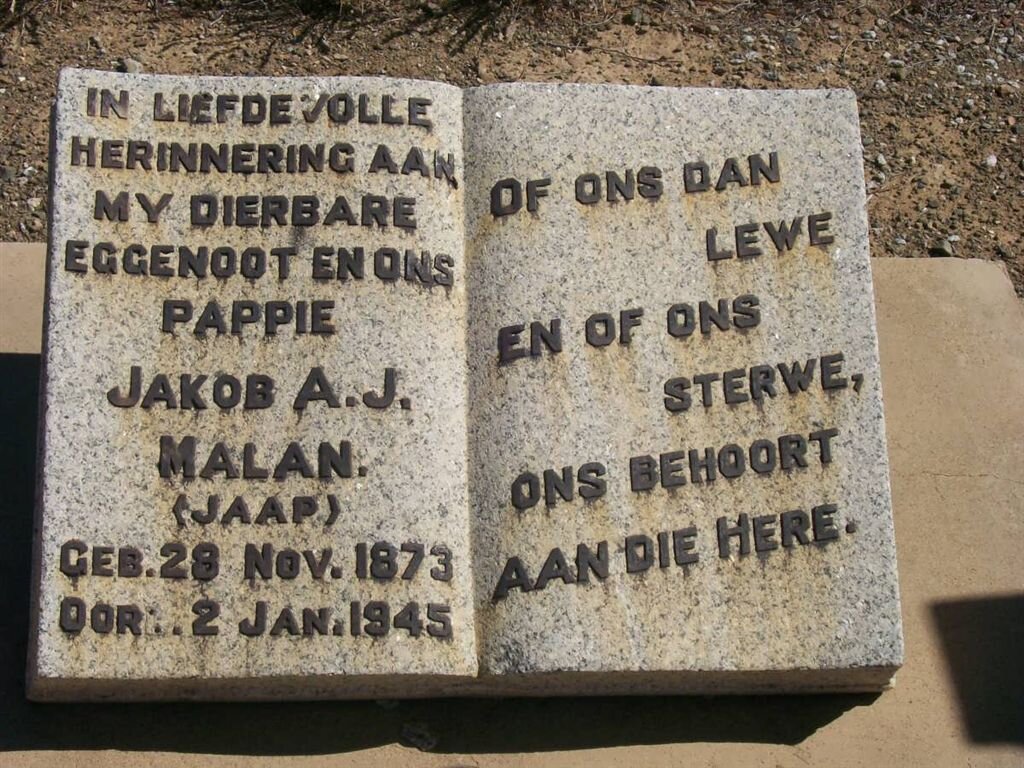 IN LIEFDEVOLLE
HERINNERING AAN
MY DIERBARE
EGGENOOT EN ONS
PAPPIE
JAKOB A.J.
MALAN.
(JAAP)
GEB. 28 NOV. 1873
OOR... 2 JAN. 1945
OF ONS DAN
LEWE
EN OF ONS
STERWE,
ONS BEHOORT
AAN DIE HERE.